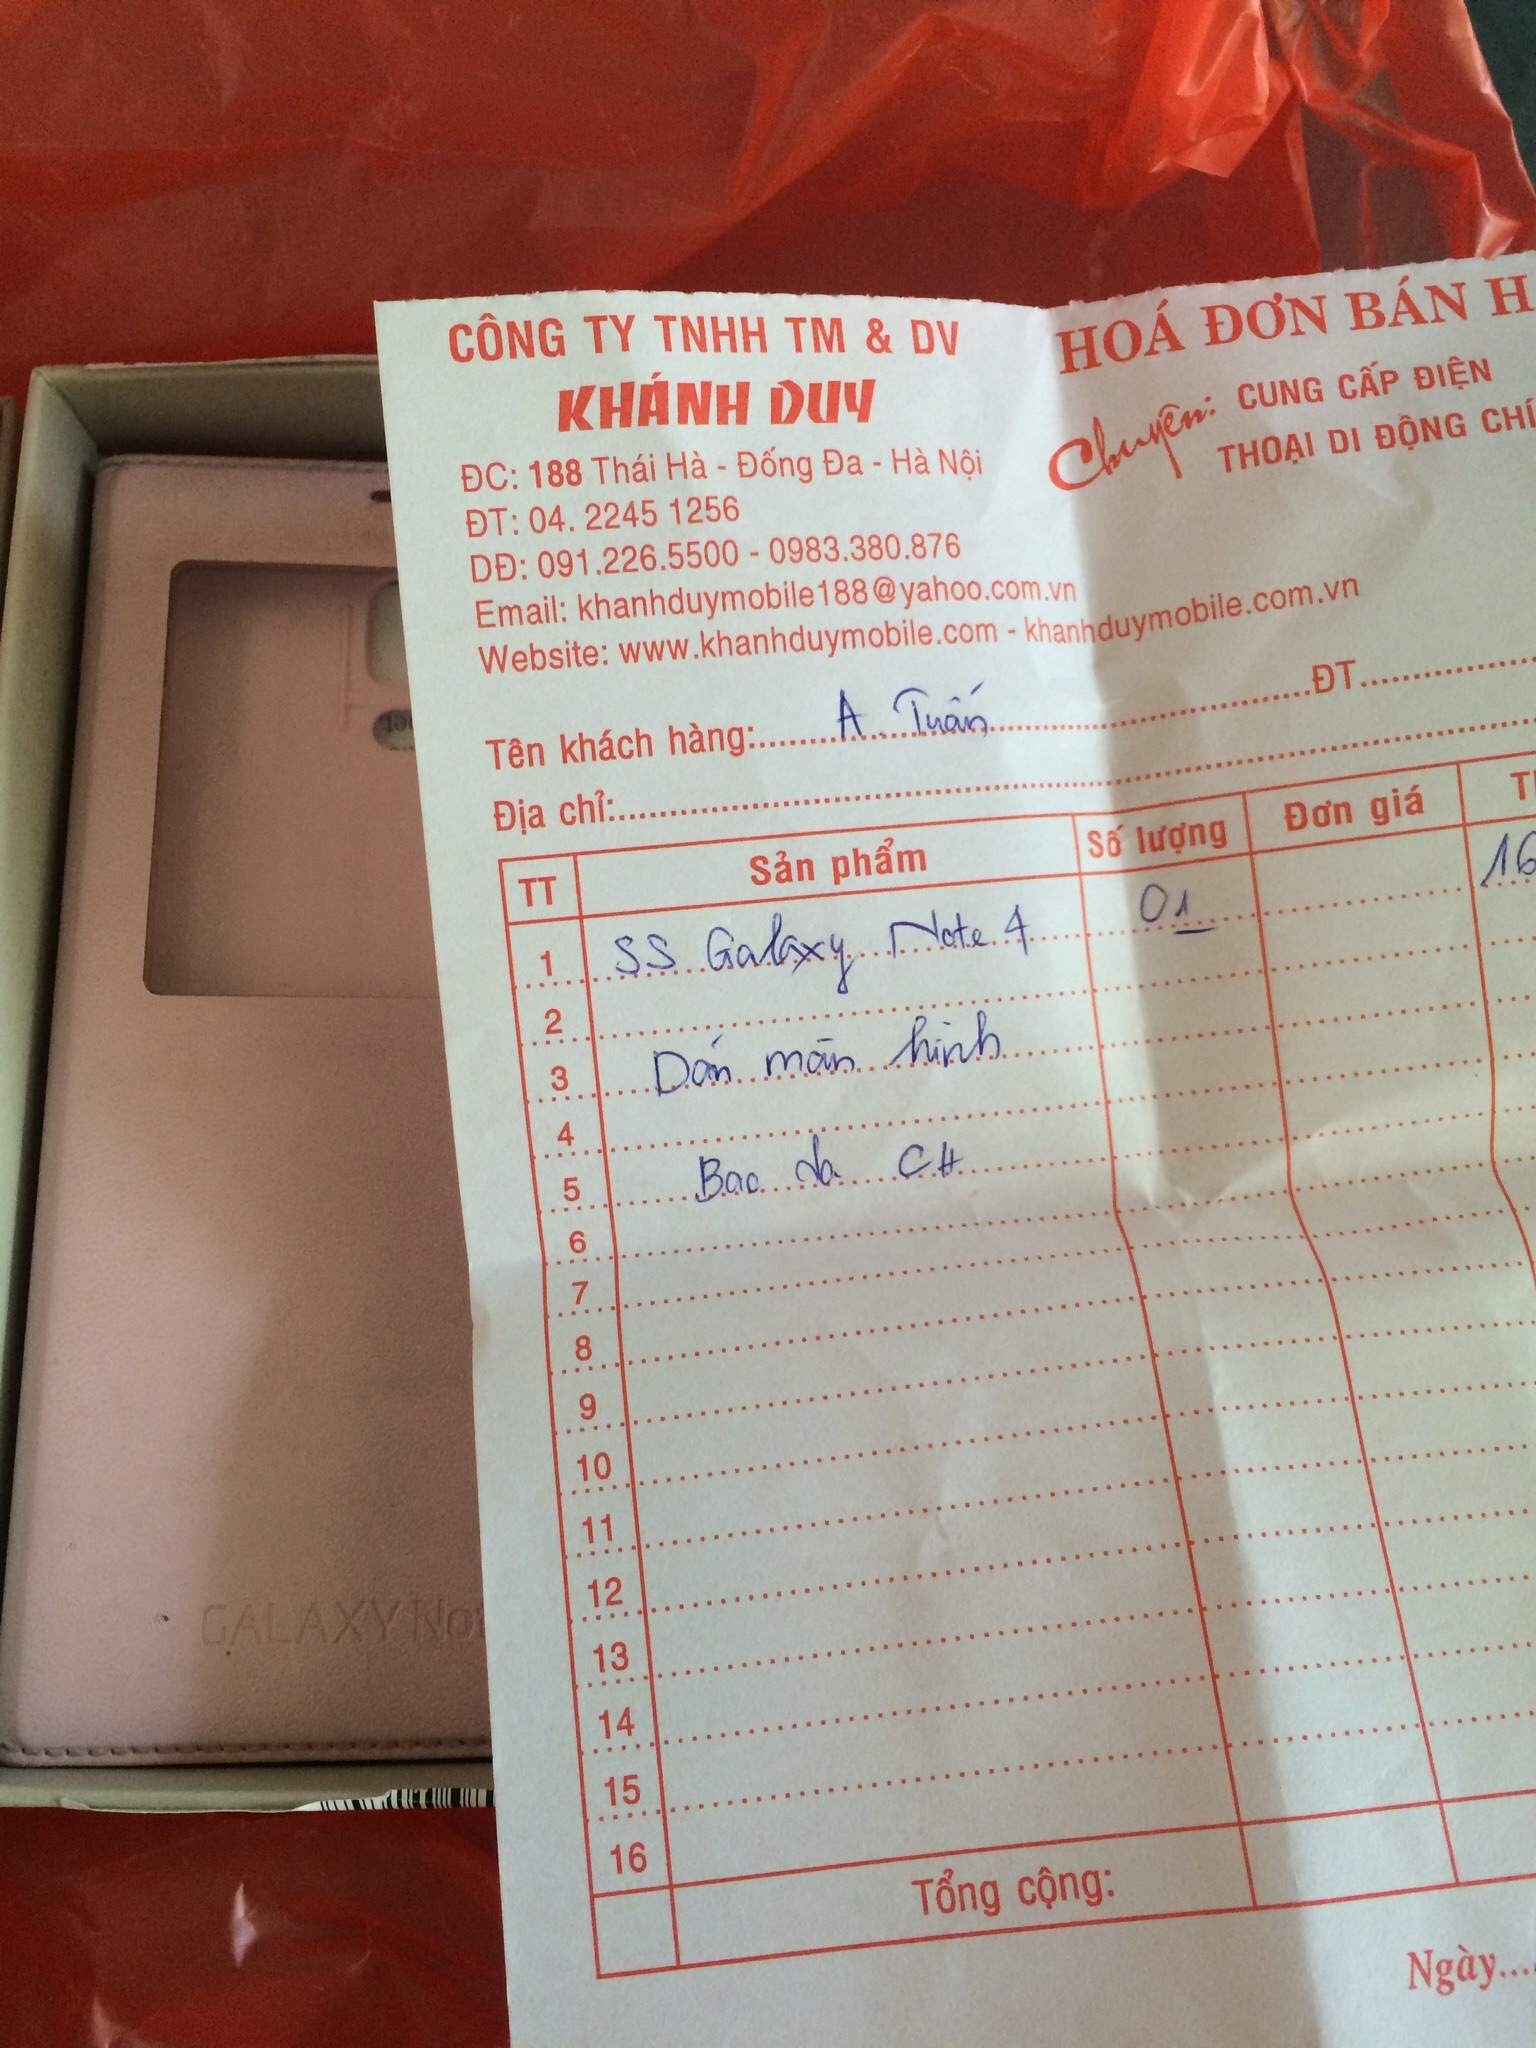 CÔNG TY TNHH TM & DV
KHÁNH DUY
ĐC: 188 Thái Hà - Đống Đa - Hà Nội
ĐT: 04. 2245 1256
DĐ: 091.226.5500 - 0983.380.876
Email: khanhduymobile188@yahoo.com.vn
Website: www.khanhduymobile.com - khanhduymobile.com.vn
HOÁ ĐƠN BÁN H
Chuyên: CUNG CẤP ĐIỆN
THOẠI DI ĐỘNG CHÍ
Tên khách hàng: A. Tuấn ĐT
Địa chỉ:
TT Sản phẩm Số lượng Đơn giá T
1 SS Galaxy Note 4 01 16
2
3 Dán màn hình
4
5 Bao da CH
6
7
8
9
10
11
12
13
14
15
16
Tổng cộng:
Ngày
GALAXY Not